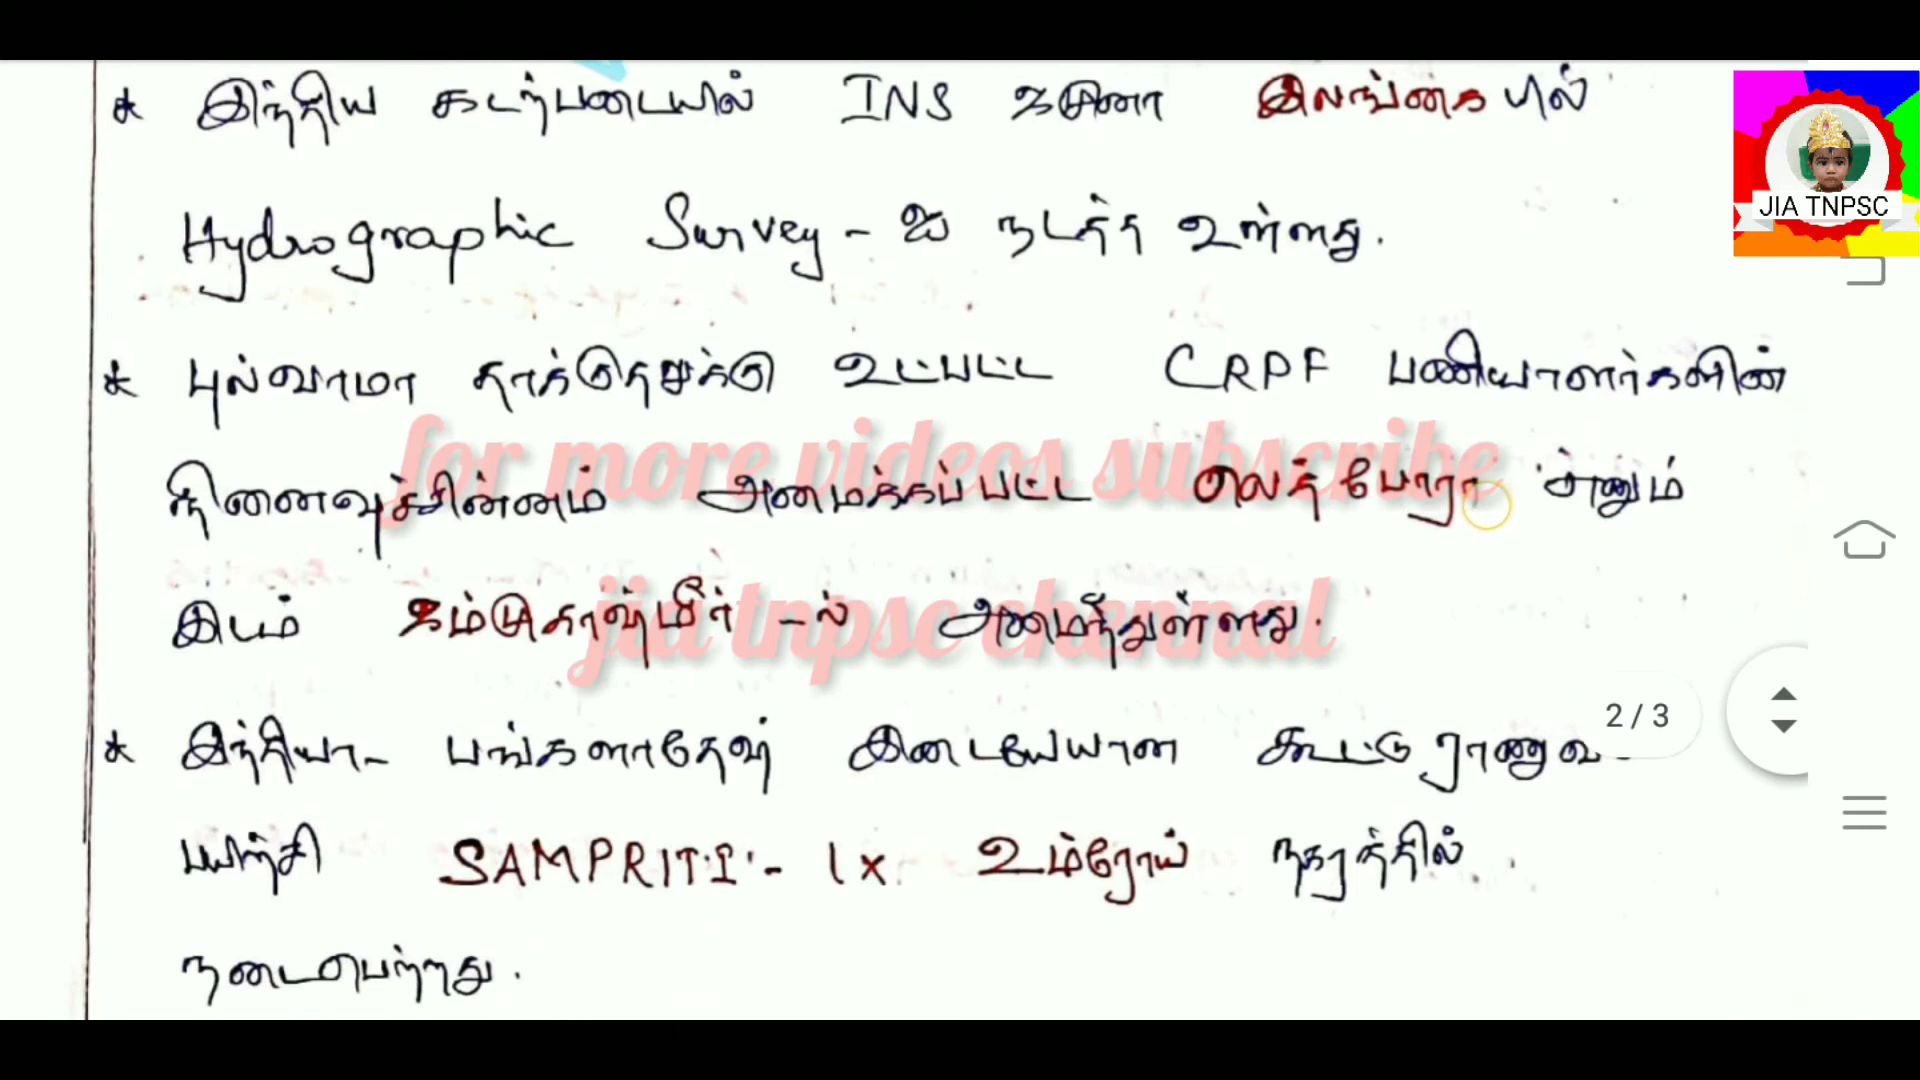 * இந்திய கடற்படையில் INS ஜமுனா இலங்கையில்
Hydrographic Survey - ஐ நடத்த உள்ளது.
* புல்வாமா தாக்குதலுக்கு உட்பட்ட CRPF பணியாளர்களின்
நினைவுச்சின்னம் அமைக்கப்பட்ட லெத்போரா எனும்
இடம் ஜம்முகாஷ்மீர் -ல் அமைந்துள்ளது.
* இந்தியா- பங்களாதேஷ் இடையேயான கூட்டு ராணுவ
பயிற்சி SAMPRITI - IX உம்ரோய் நகரத்தில்
நடைபெற்றது.
for more videos subscribe
jia tnpsc chennal
JIA TNPSC
2 / 3